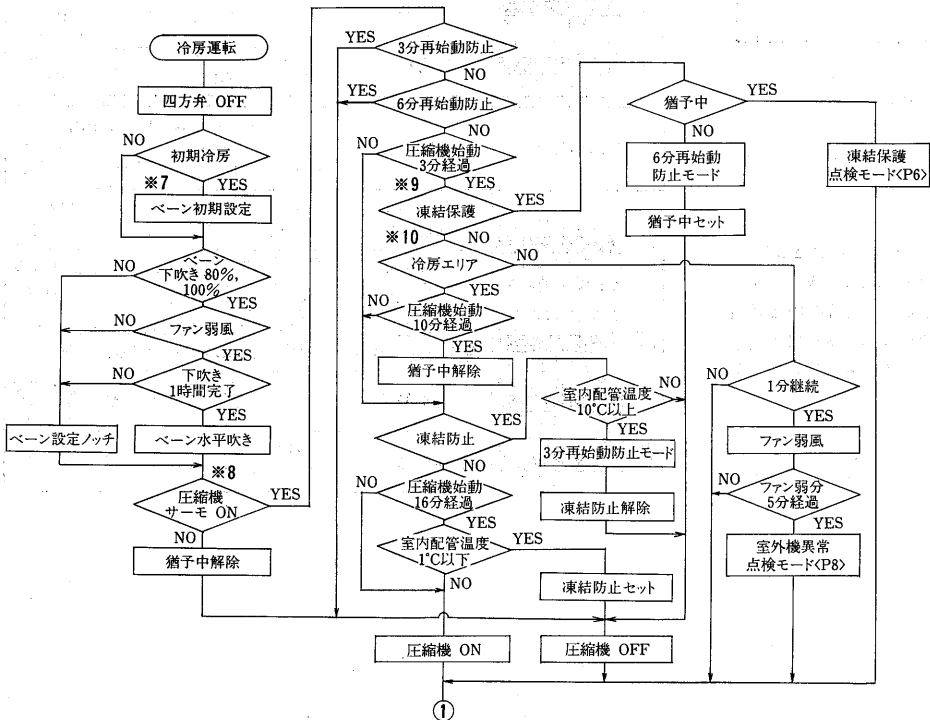 冷房運転
四方弁 OFF
初期冷房
NO
※7
YES
ベーン初期設定
ベーン
下吹き 80%,
100%
NO
YES
ファン弱風
NO
YES
下吹き
1時間完了
NO
YES
ベーン設定ノッチ
ベーン水平吹き
※8
圧縮機
サーモ ON
YES
NO
猶予中解除
3分再始動防止
YES
NO
6分再始動防止
YES
NO
圧縮機始動
3分経過
NO
※9
YES
凍結保護
YES
※10
NO
冷房エリア
NO
YES
圧縮機始動
10分経過
NO
YES
猶予中解除
凍結防止
YES
NO
圧縮機始動
16分経過
NO
YES
室内配管温度
1℃以下
YES
NO
圧縮機 ON
①
室内配管温度
10℃以上
NO
YES
3分再始動防止モード
凍結防止解除
凍結防止セット
圧縮機 OFF
猶予中
YES
NO
6分再始動
防止モード
猶予中セット
凍結保護
点検モード<P6>
1分継続
NO
YES
ファン弱風
ファン弱分
5分経過
NO
YES
室外機異常
点検モード<P8>